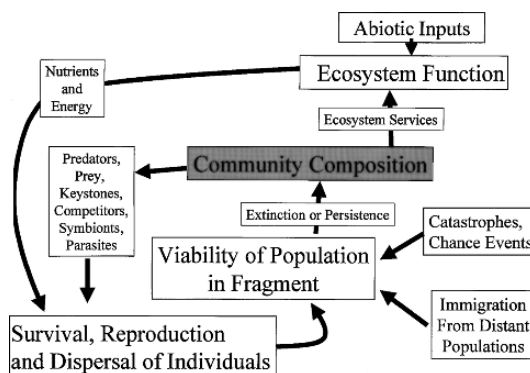 Abiotic Inputs
Nutrients
and
Energy
Ecosystem Function
Ecosystem Services
Predators,
Prey,
Keystones,
Competitors,
Symbionts,
Parasites
Community Composition
Extinction or Persistence
Catastrophes,
Chance Events
Viability of Population
in Fragment
Immigration
From Distant
Populations
Survival, Reproduction
and Dispersal of Individuals